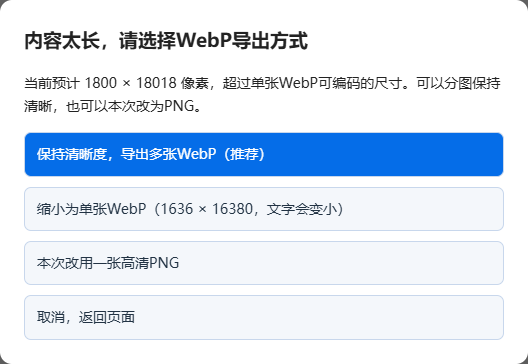 内容太长，请选择WebP导出方式
当前预计 1800 × 18018 像素，超过单张WebP可编码的尺寸。可以分图保持
清晰，也可以本次改为PNG。
保持清晰度，导出多张WebP（推荐）
缩小为单张WebP（1636 × 16380，文字会变小）
本次改用一张高清PNG
取消，返回页面